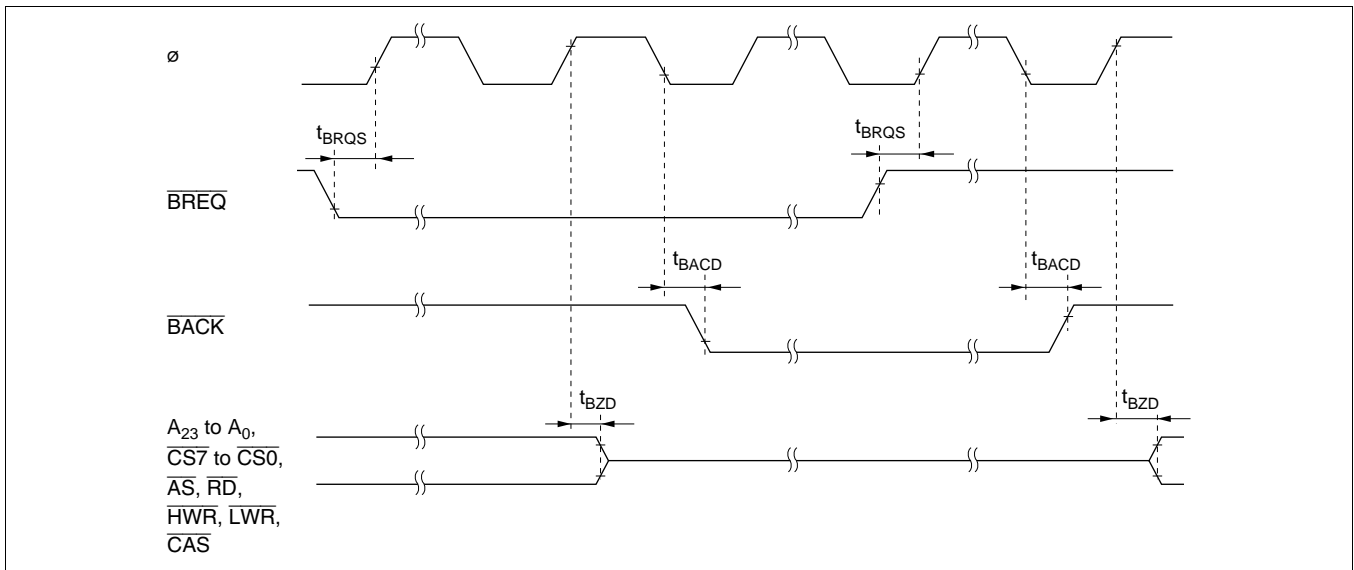 ø
tBRQS tBRQS
BREQ
tBACD tBACD
BACK
tBZD tBZD
A23 to A0,
CS7 to CS0,
AS, RD,
HWR, LWR,
CAS